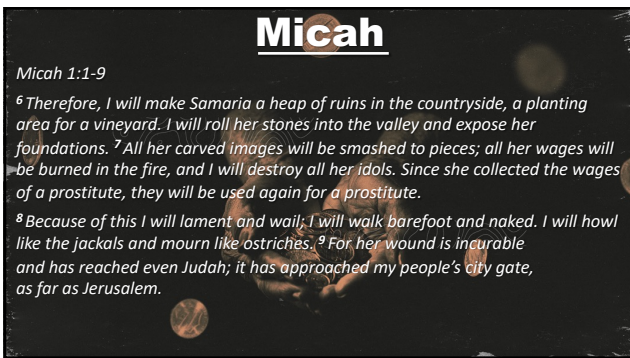 Micah
Micah 1:1-9
6 Therefore, I will make Samaria a heap of ruins in the countryside, a planting
area for a vineyard. I will roll her stones into the valley and expose her
foundations. 7 All her carved images will be smashed to pieces; all her wages will
be burned in the fire, and I will destroy all her idols. Since she collected the wages
of a prostitute, they will be used again for a prostitute.
8 Because of this I will lament and wail; I will walk barefoot and naked. I will howl
like the jackals and mourn like ostriches. 9 For her wound is incurable
and has reached even Judah; it has approached my people’s city gate,
as far as Jerusalem.